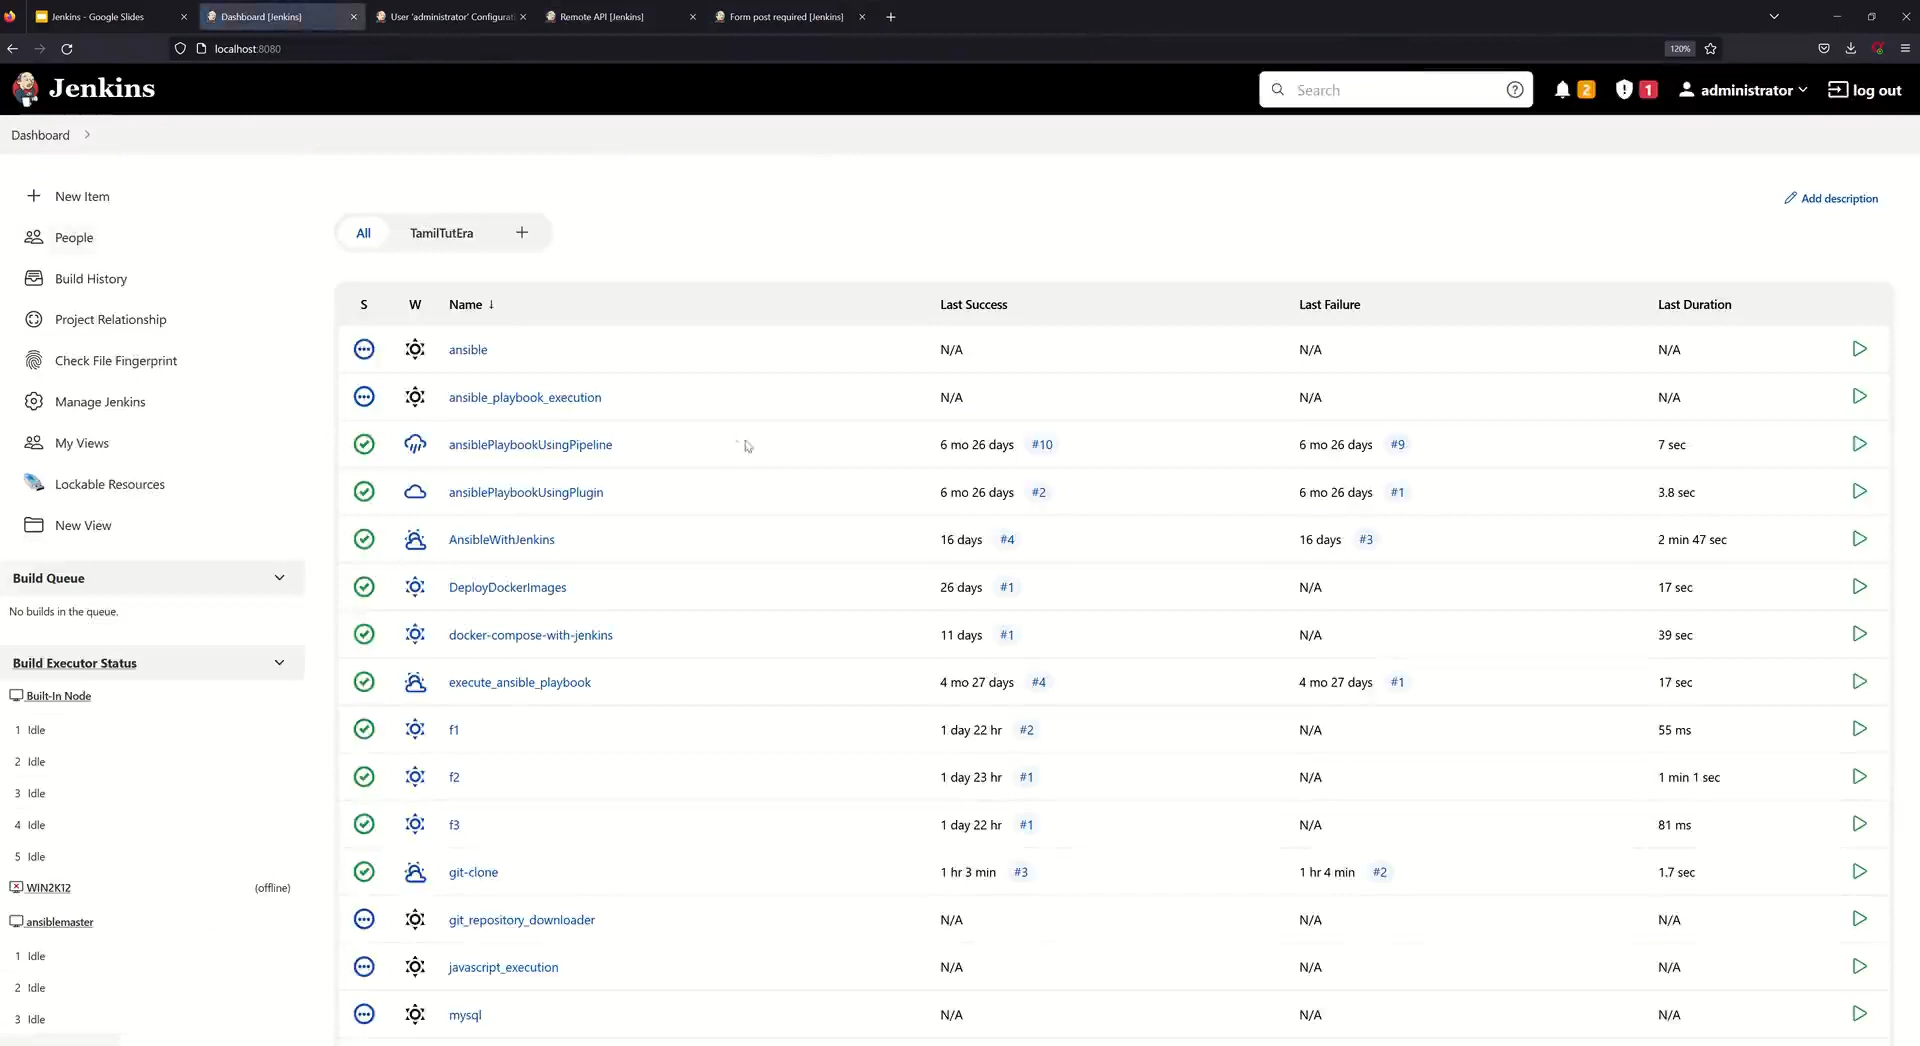 Jenkins - Google Slides
Dashboard [Jenkins]
User 'administrator' Configurati
Remote API [Jenkins]
Form post required [Jenkins]
localhost:8080
120%
Jenkins
Search
2
1
administrator
log out
Dashboard
New Item
People
Build History
Project Relationship
Check File Fingerprint
Manage Jenkins
My Views
Lockable Resources
New View
Build Queue
No builds in the queue.
Build Executor Status
Built-In Node
1 Idle
2 Idle
3 Idle
4 Idle
5 Idle
WIN2K12 (offline)
ansiblemaster
1 Idle
2 Idle
3 Idle
Add description
All TamilTutEra
S W Name ↓ Last Success Last Failure Last Duration
ansible N/A N/A N/A
ansible_playbook_execution N/A N/A N/A
ansiblePlaybookUsingPipeline 6 mo 26 days #10 6 mo 26 days #9 7 sec
ansiblePlaybookUsingPlugin 6 mo 26 days #2 6 mo 26 days #1 3.8 sec
AnsibleWithJenkins 16 days #4 16 days #3 2 min 47 sec
DeployDockerImages 26 days #1 N/A 17 sec
docker-compose-with-jenkins 11 days #1 N/A 39 sec
execute_ansible_playbook 4 mo 27 days #4 4 mo 27 days #1 17 sec
f1 1 day 22 hr #2 N/A 55 ms
f2 1 day 23 hr #1 N/A 1 min 1 sec
f3 1 day 22 hr #1 N/A 81 ms
git-clone 1 hr 3 min #3 1 hr 4 min #2 1.7 sec
git_repository_downloader N/A N/A N/A
javascript_execution N/A N/A N/A
mysql N/A N/A N/A